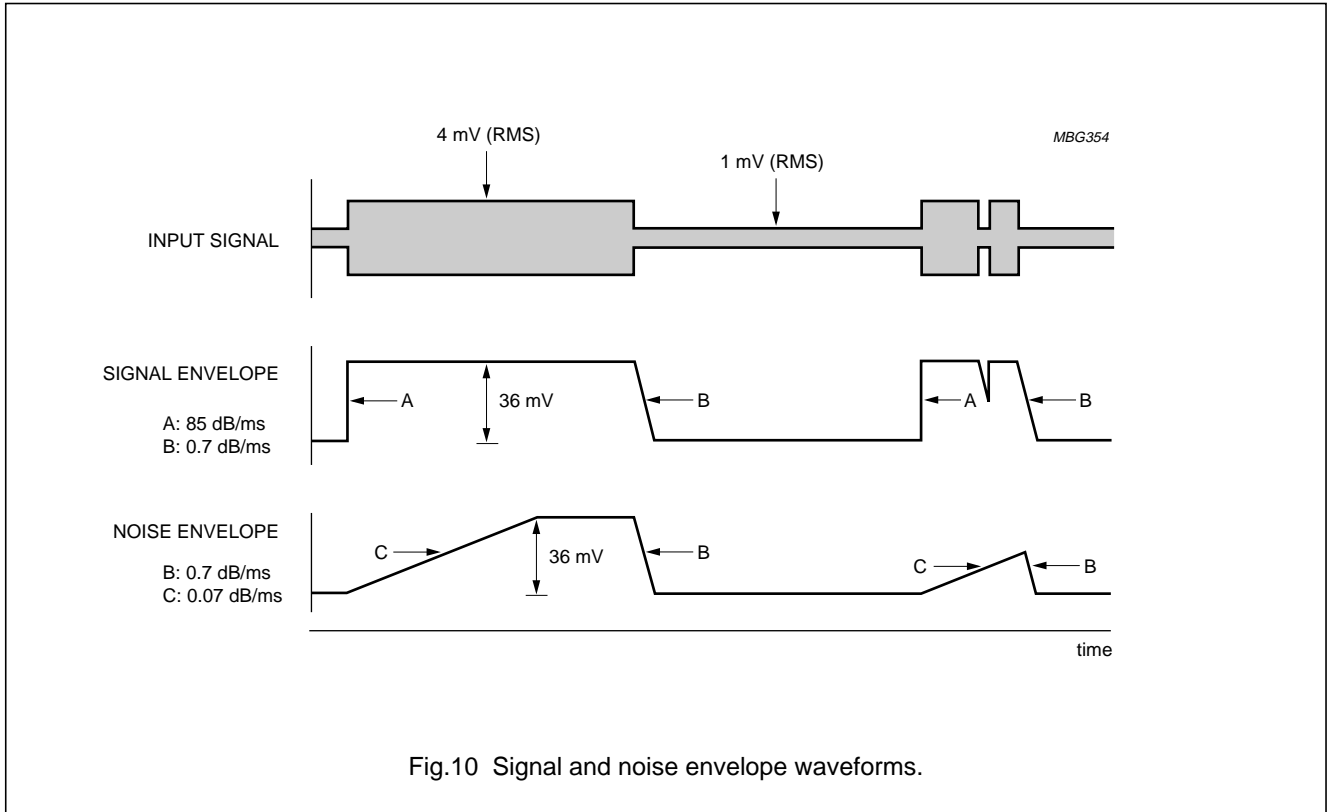 4 mV (RMS)
MBG354
1 mV (RMS)
INPUT SIGNAL
SIGNAL ENVELOPE
A: 85 dB/ms
B: 0.7 dB/ms
A
36 mV
B
A
B
NOISE ENVELOPE
B: 0.7 dB/ms
C: 0.07 dB/ms
C
36 mV
B
C
B
time
Fig.10 Signal and noise envelope waveforms.